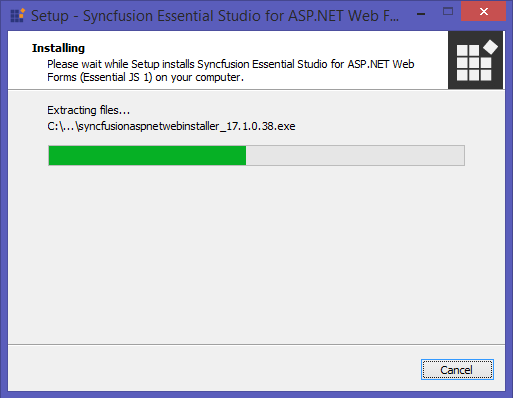 Setup - Syncfusion Essential Studio for ASP.NET Web F...
Installing
Please wait while Setup installs Syncfusion Essential Studio for ASP.NET Web
Forms (Essential JS 1) on your computer.
Extracting files...
C:\...\syncfusionaspnetwebinstaller_17.1.0.38.exe
Cancel